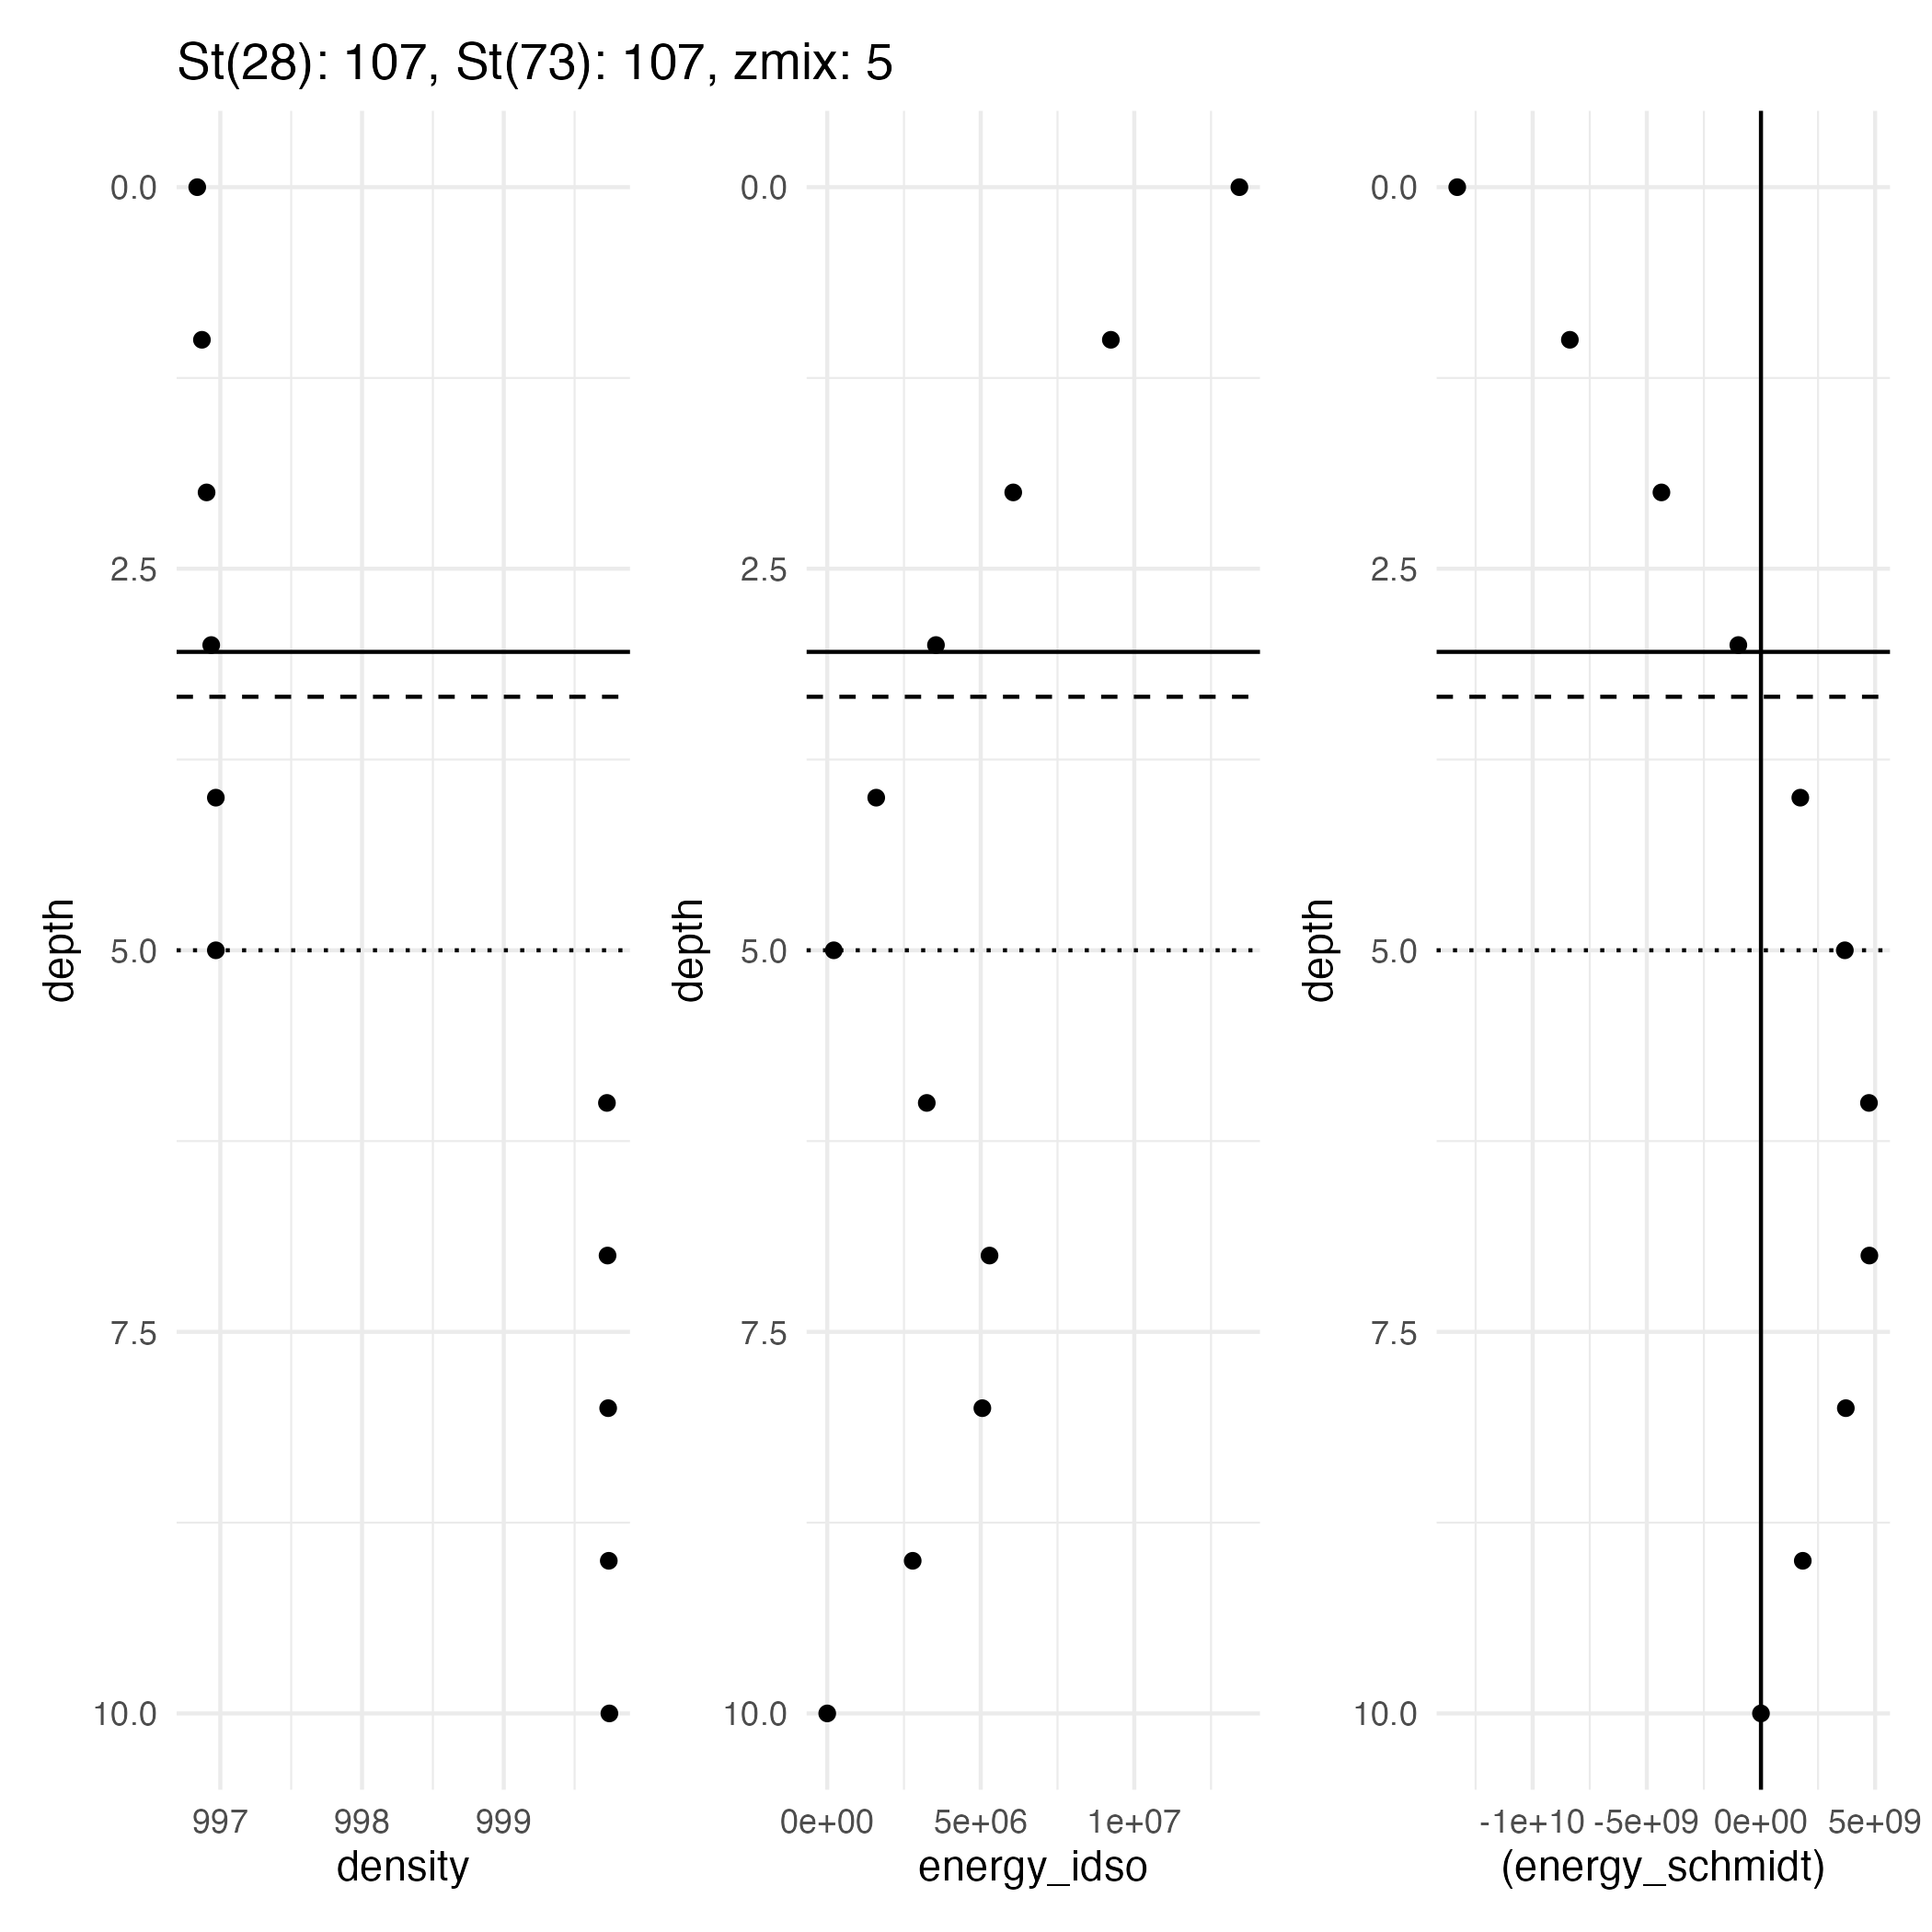 St(28): 107, St(73): 107, zmix: 5
0.0
2.5
5.0
7.5
10.0
depth
997 998 999
density
0.0
2.5
5.0
7.5
10.0
depth
0e+00 5e+06 1e+07
energy_idso
0.0
2.5
5.0
7.5
10.0
depth
-1e+10 -5e+09 0e+00 5e+09
(energy_schmidt)